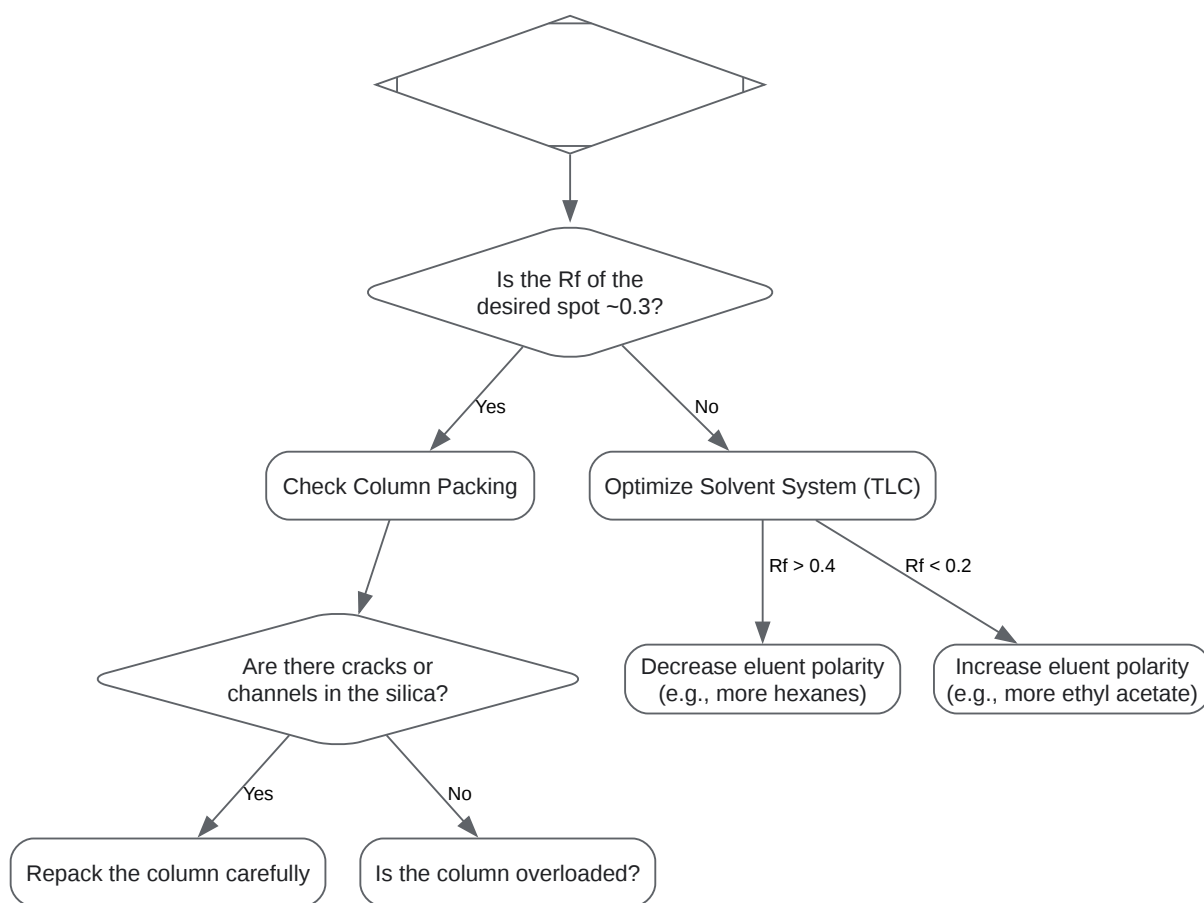 Is the Rf of the
desired spot ~0.3?
Yes
No
Check Column Packing
Optimize Solvent System (TLC)
Rf > 0.4
Rf < 0.2
Are there cracks or
channels in the silica?
Decrease eluent polarity
(e.g., more hexanes)
Increase eluent polarity
(e.g., more ethyl acetate)
Yes
No
Repack the column carefully
Is the column overloaded?